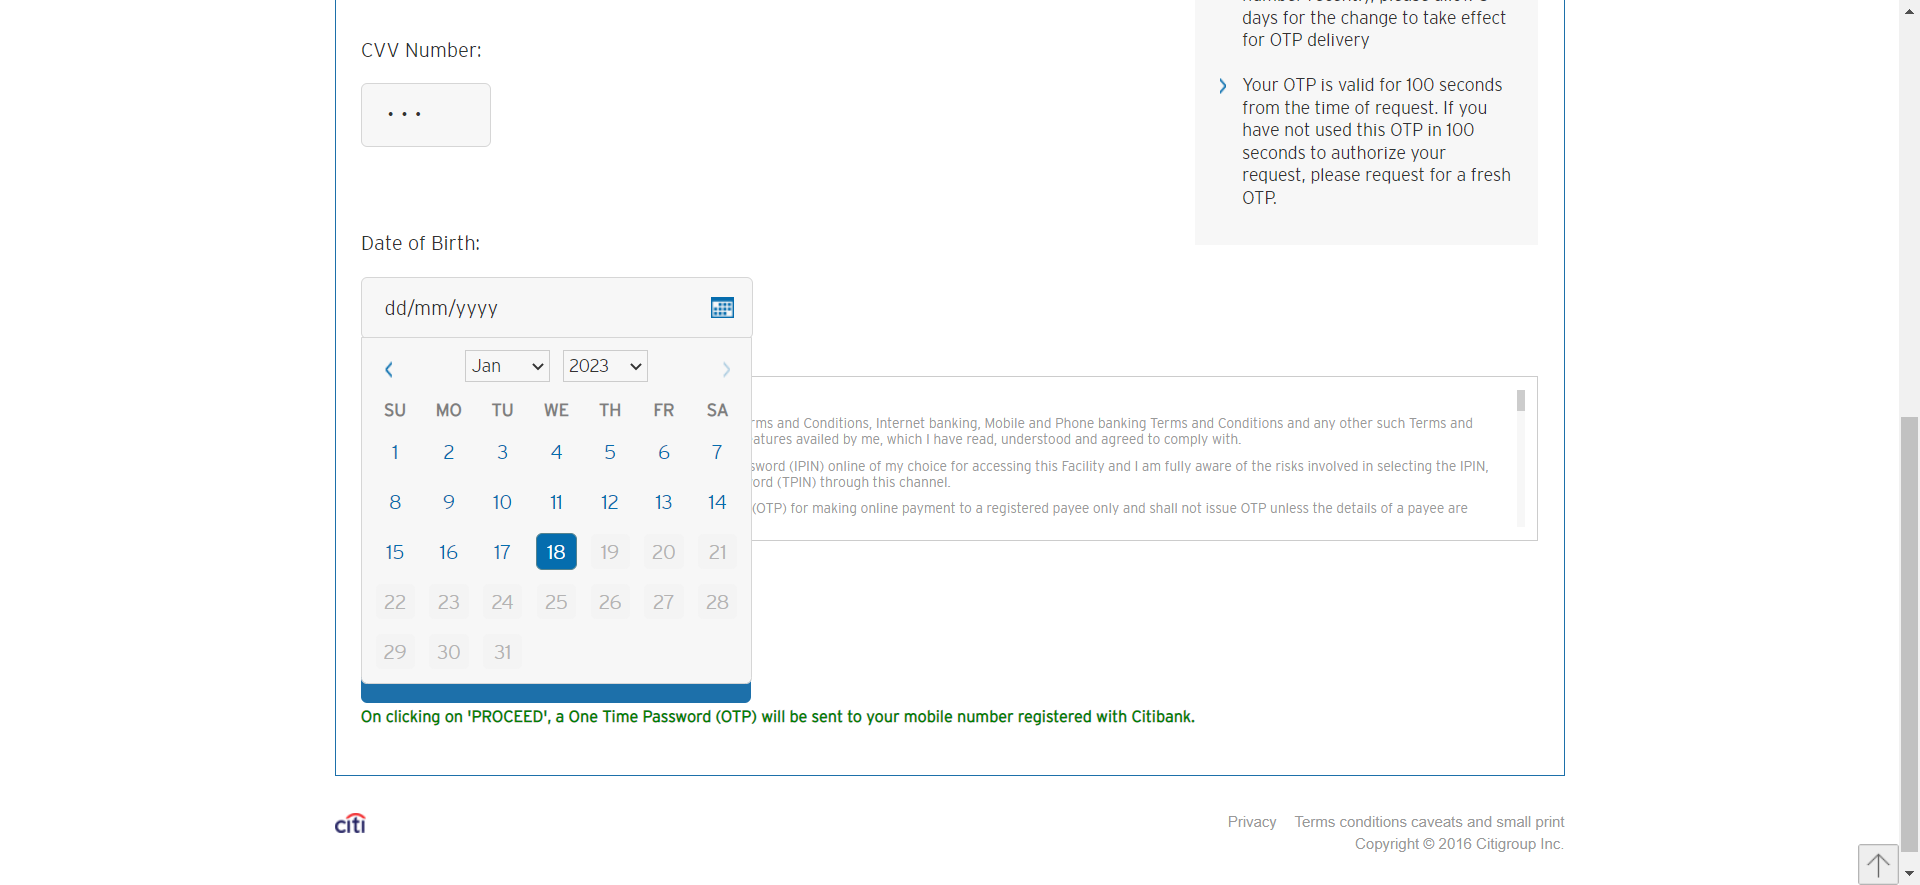 days for the change to take effect
for OTP delivery
CVV Number:
• • •
Your OTP is valid for 100 seconds
from the time of request. If you
have not used this OTP in 100
seconds to authorize your
request, please request for a fresh
OTP.
Date of Birth:
dd/mm/yyyy
Jan 2023
SU MO TU WE TH FR SA
1 2 3 4 5 6 7
8 9 10 11 12 13 14
15 16 17 18 19 20 21
22 23 24 25 26 27 28
29 30 31
and Conditions, Internet banking, Mobile and Phone banking Terms and Conditions and any other such Terms and
availed by me, which I have read, understood and agreed to comply with.
(IPIN) online of my choice for accessing this Facility and I am fully aware of the risks involved in selecting the IPIN,
(TPIN) through this channel.
(OTP) for making online payment to a registered payee only and shall not issue OTP unless the details of a payee are
On clicking on 'PROCEED', a One Time Password (OTP) will be sent to your mobile number registered with Citibank.
citi
Privacy Terms conditions caveats and small print
Copyright © 2016 Citigroup Inc.